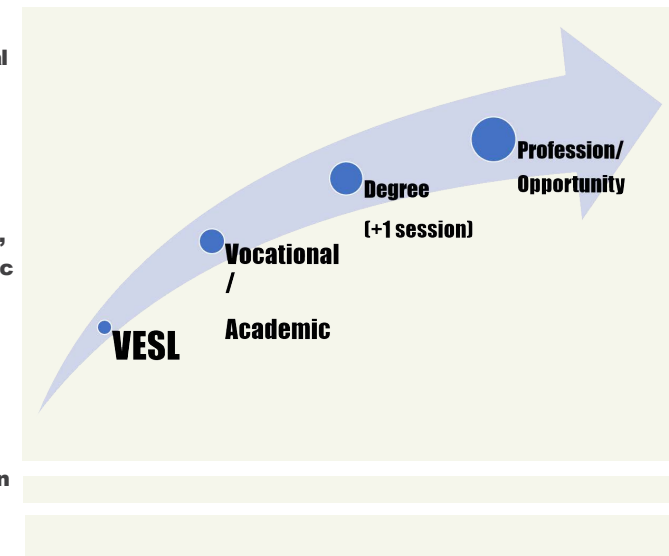 Profession/
Opportunity
Degree
(+1 session)
Vocational
/
Academic
VESL